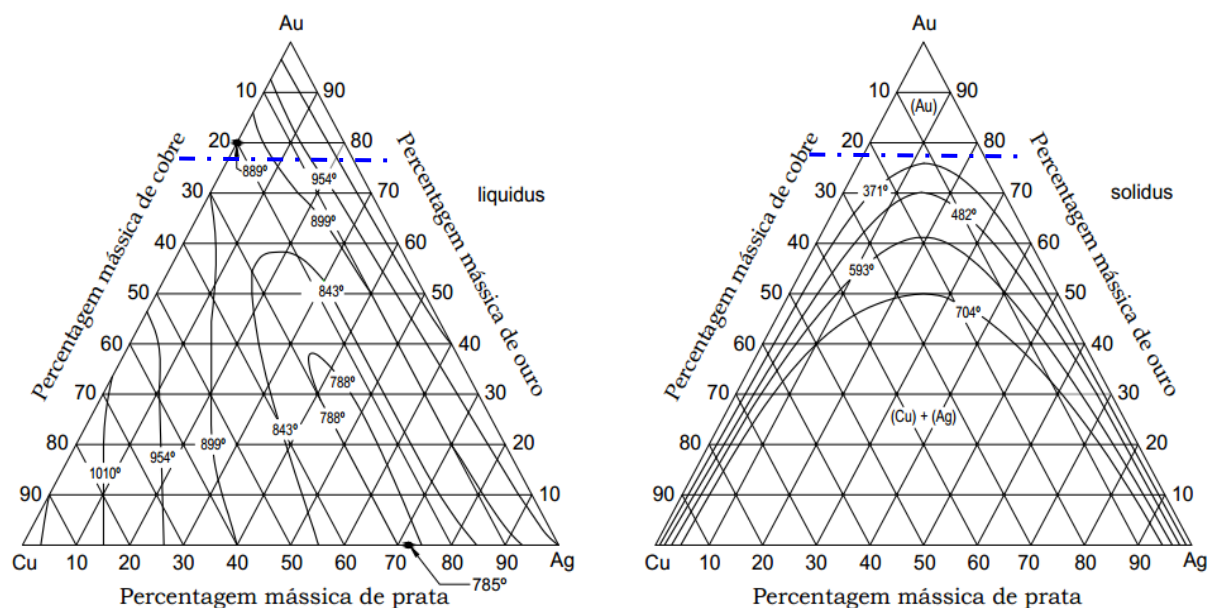 Au
10
90
20
80
889º
954º
30
70
899º
40
60
843º
50
50
60
40
788º
70
30
788º
843º
80
899º
20
954º
1010º
90
10
Cu
10
20
30
40
50
60
70
80
90
Ag
785º
Percentagem mássica de cobre
Percentagem mássica de ouro
Percentagem mássica de prata
liquidus
Au
10
90
(Au)
20
80
30
371º
70
482º
40
60
593º
50
50
704º
60
40
70
30
(Cu) + (Ag)
80
20
90
10
Cu
10
20
30
40
50
60
70
80
90
Ag
Percentagem mássica de cobre
Percentagem mássica de ouro
Percentagem mássica de prata
solidus